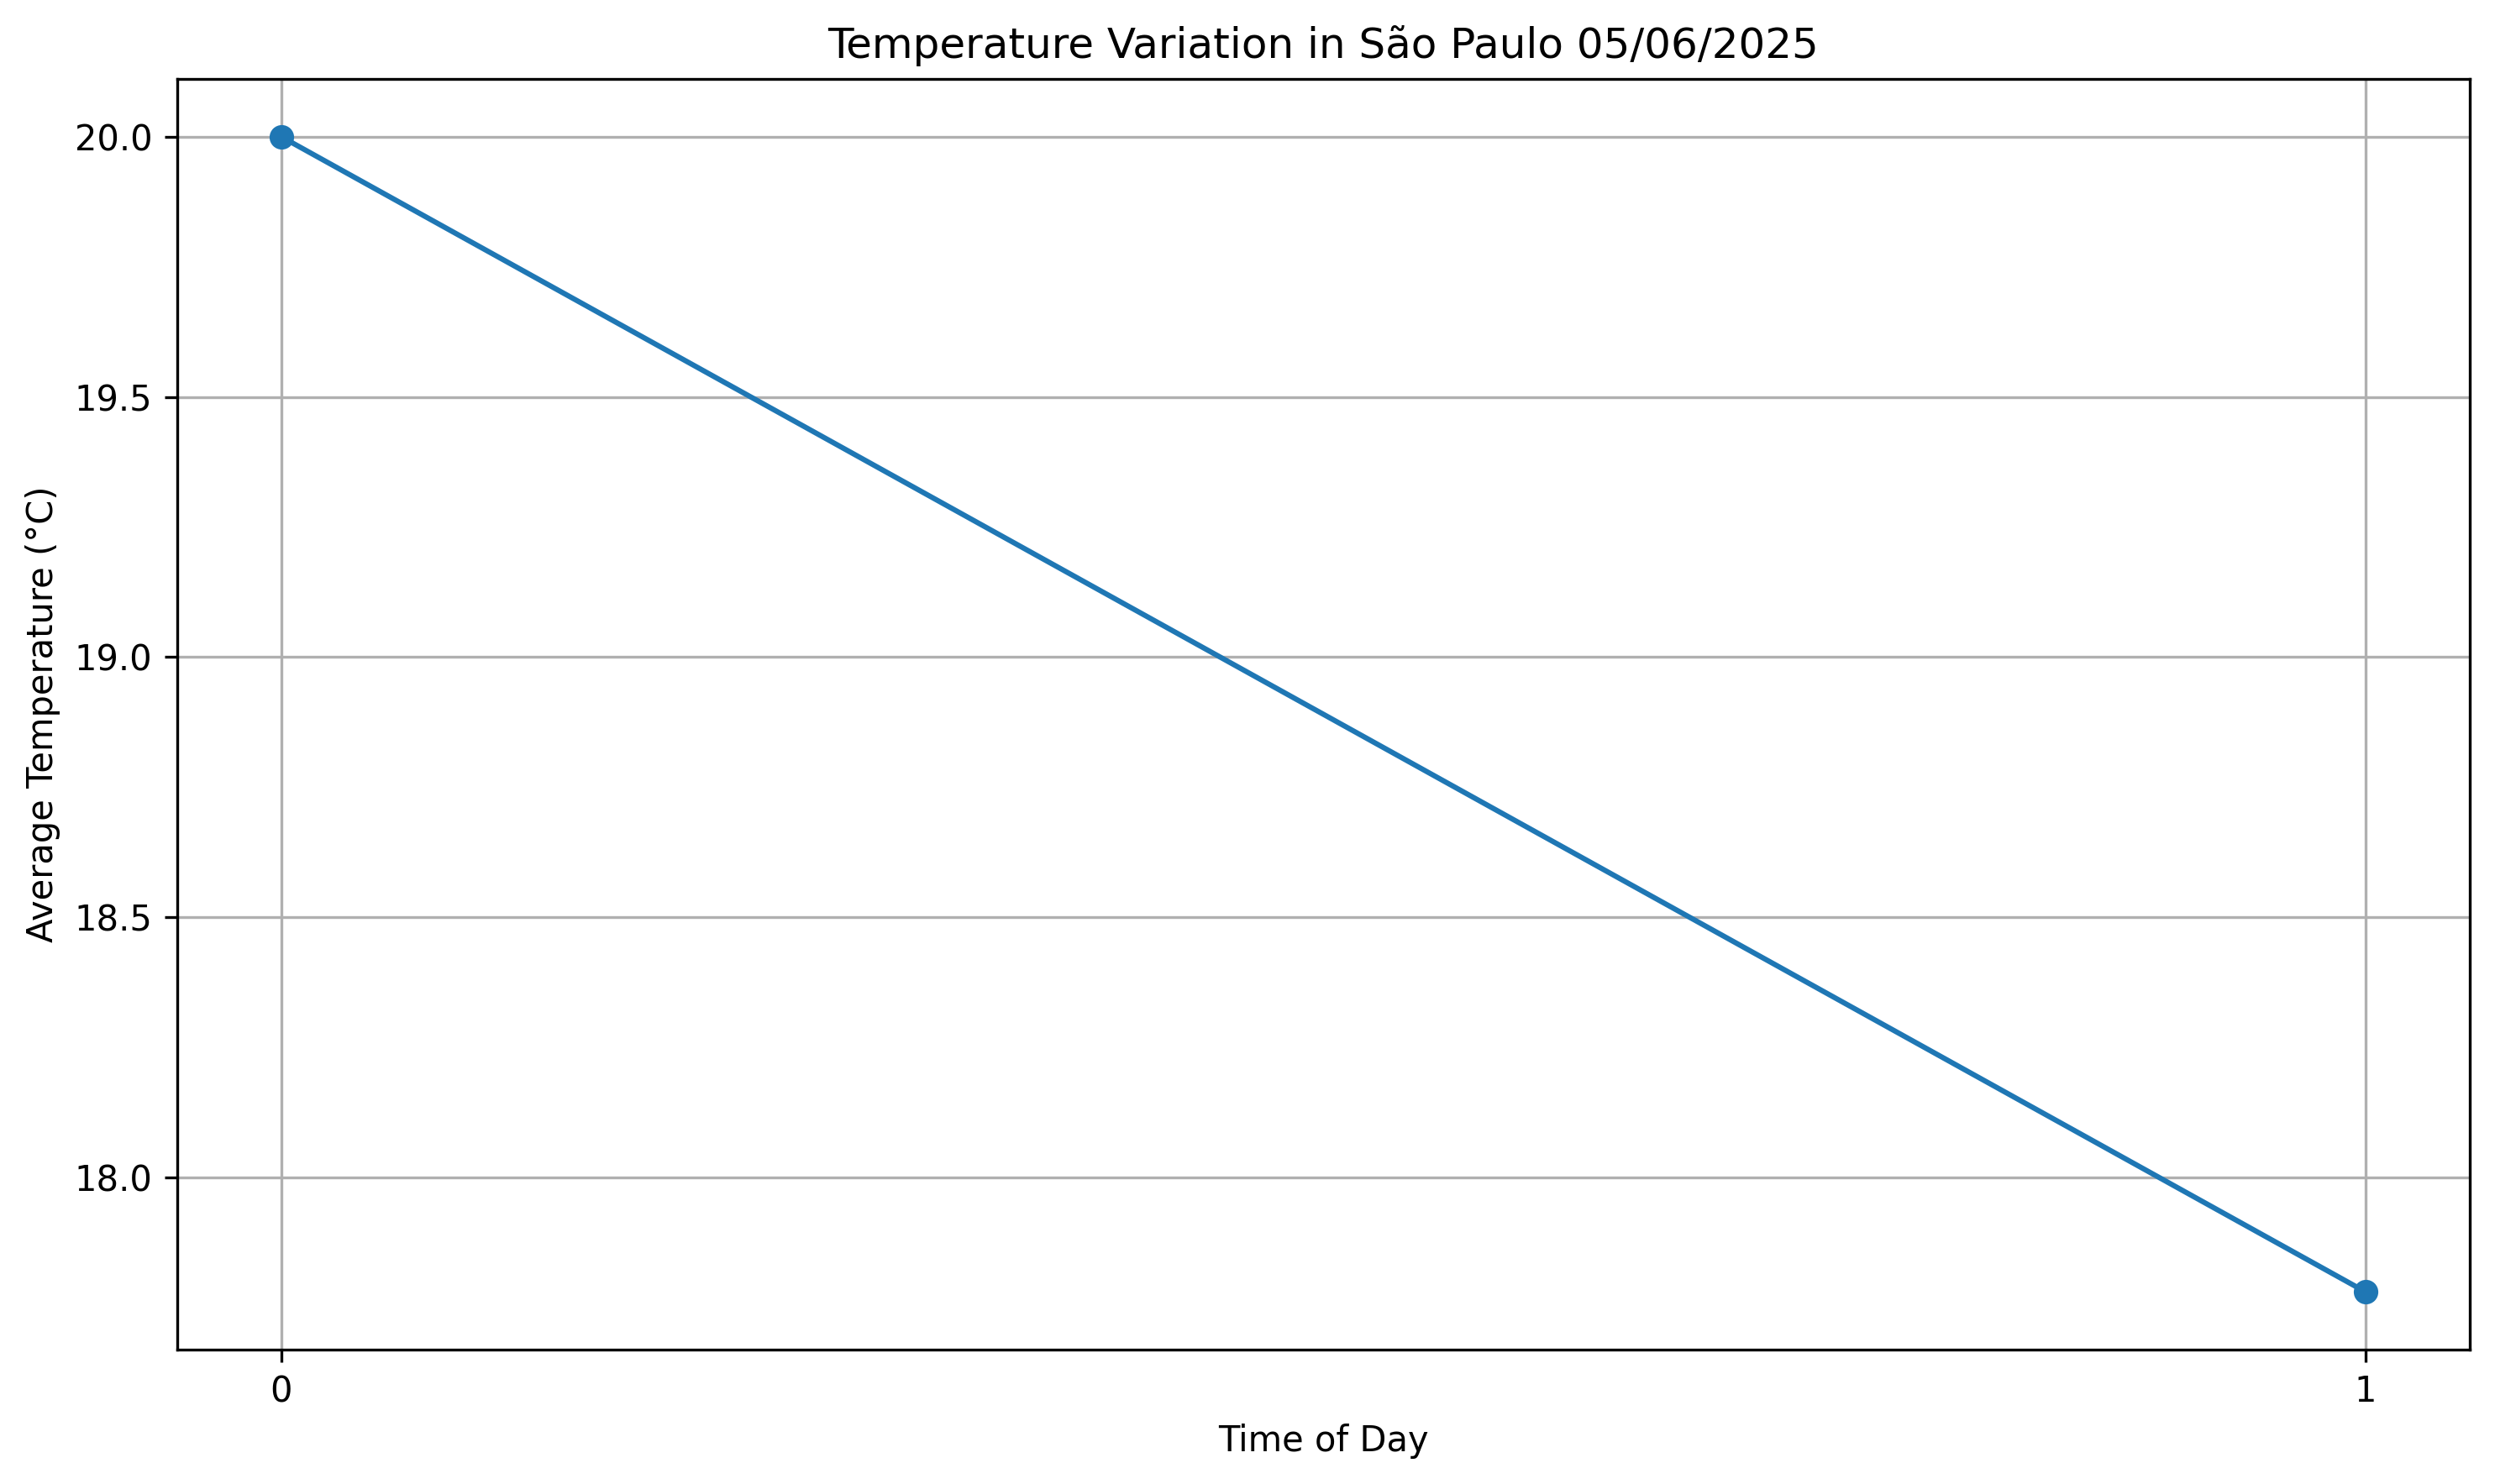 Temperature Variation in São Paulo 05/06/2025
Average Temperature (°C)
20.0
19.5
19.0
18.5
18.0
0
1
Time of Day